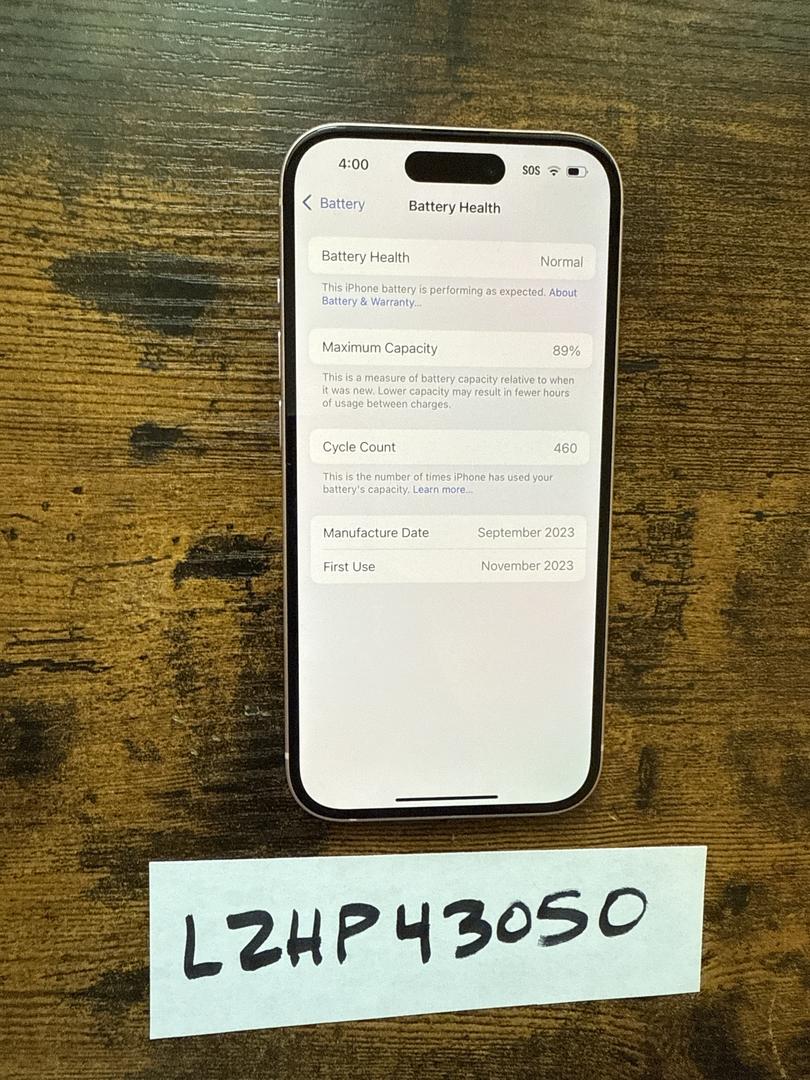 4:00 SOS
Battery Battery Health
Battery Health Normal
This iPhone battery is performing as expected. About
Battery & Warranty...
Maximum Capacity 89%
This is a measure of battery capacity relative to when
it was new. Lower capacity may result in fewer hours
of usage between charges.
Cycle Count 460
This is the number of times iPhone has used your
battery's capacity. Learn more...
Manufacture Date September 2023
First Use November 2023
LZHP43050